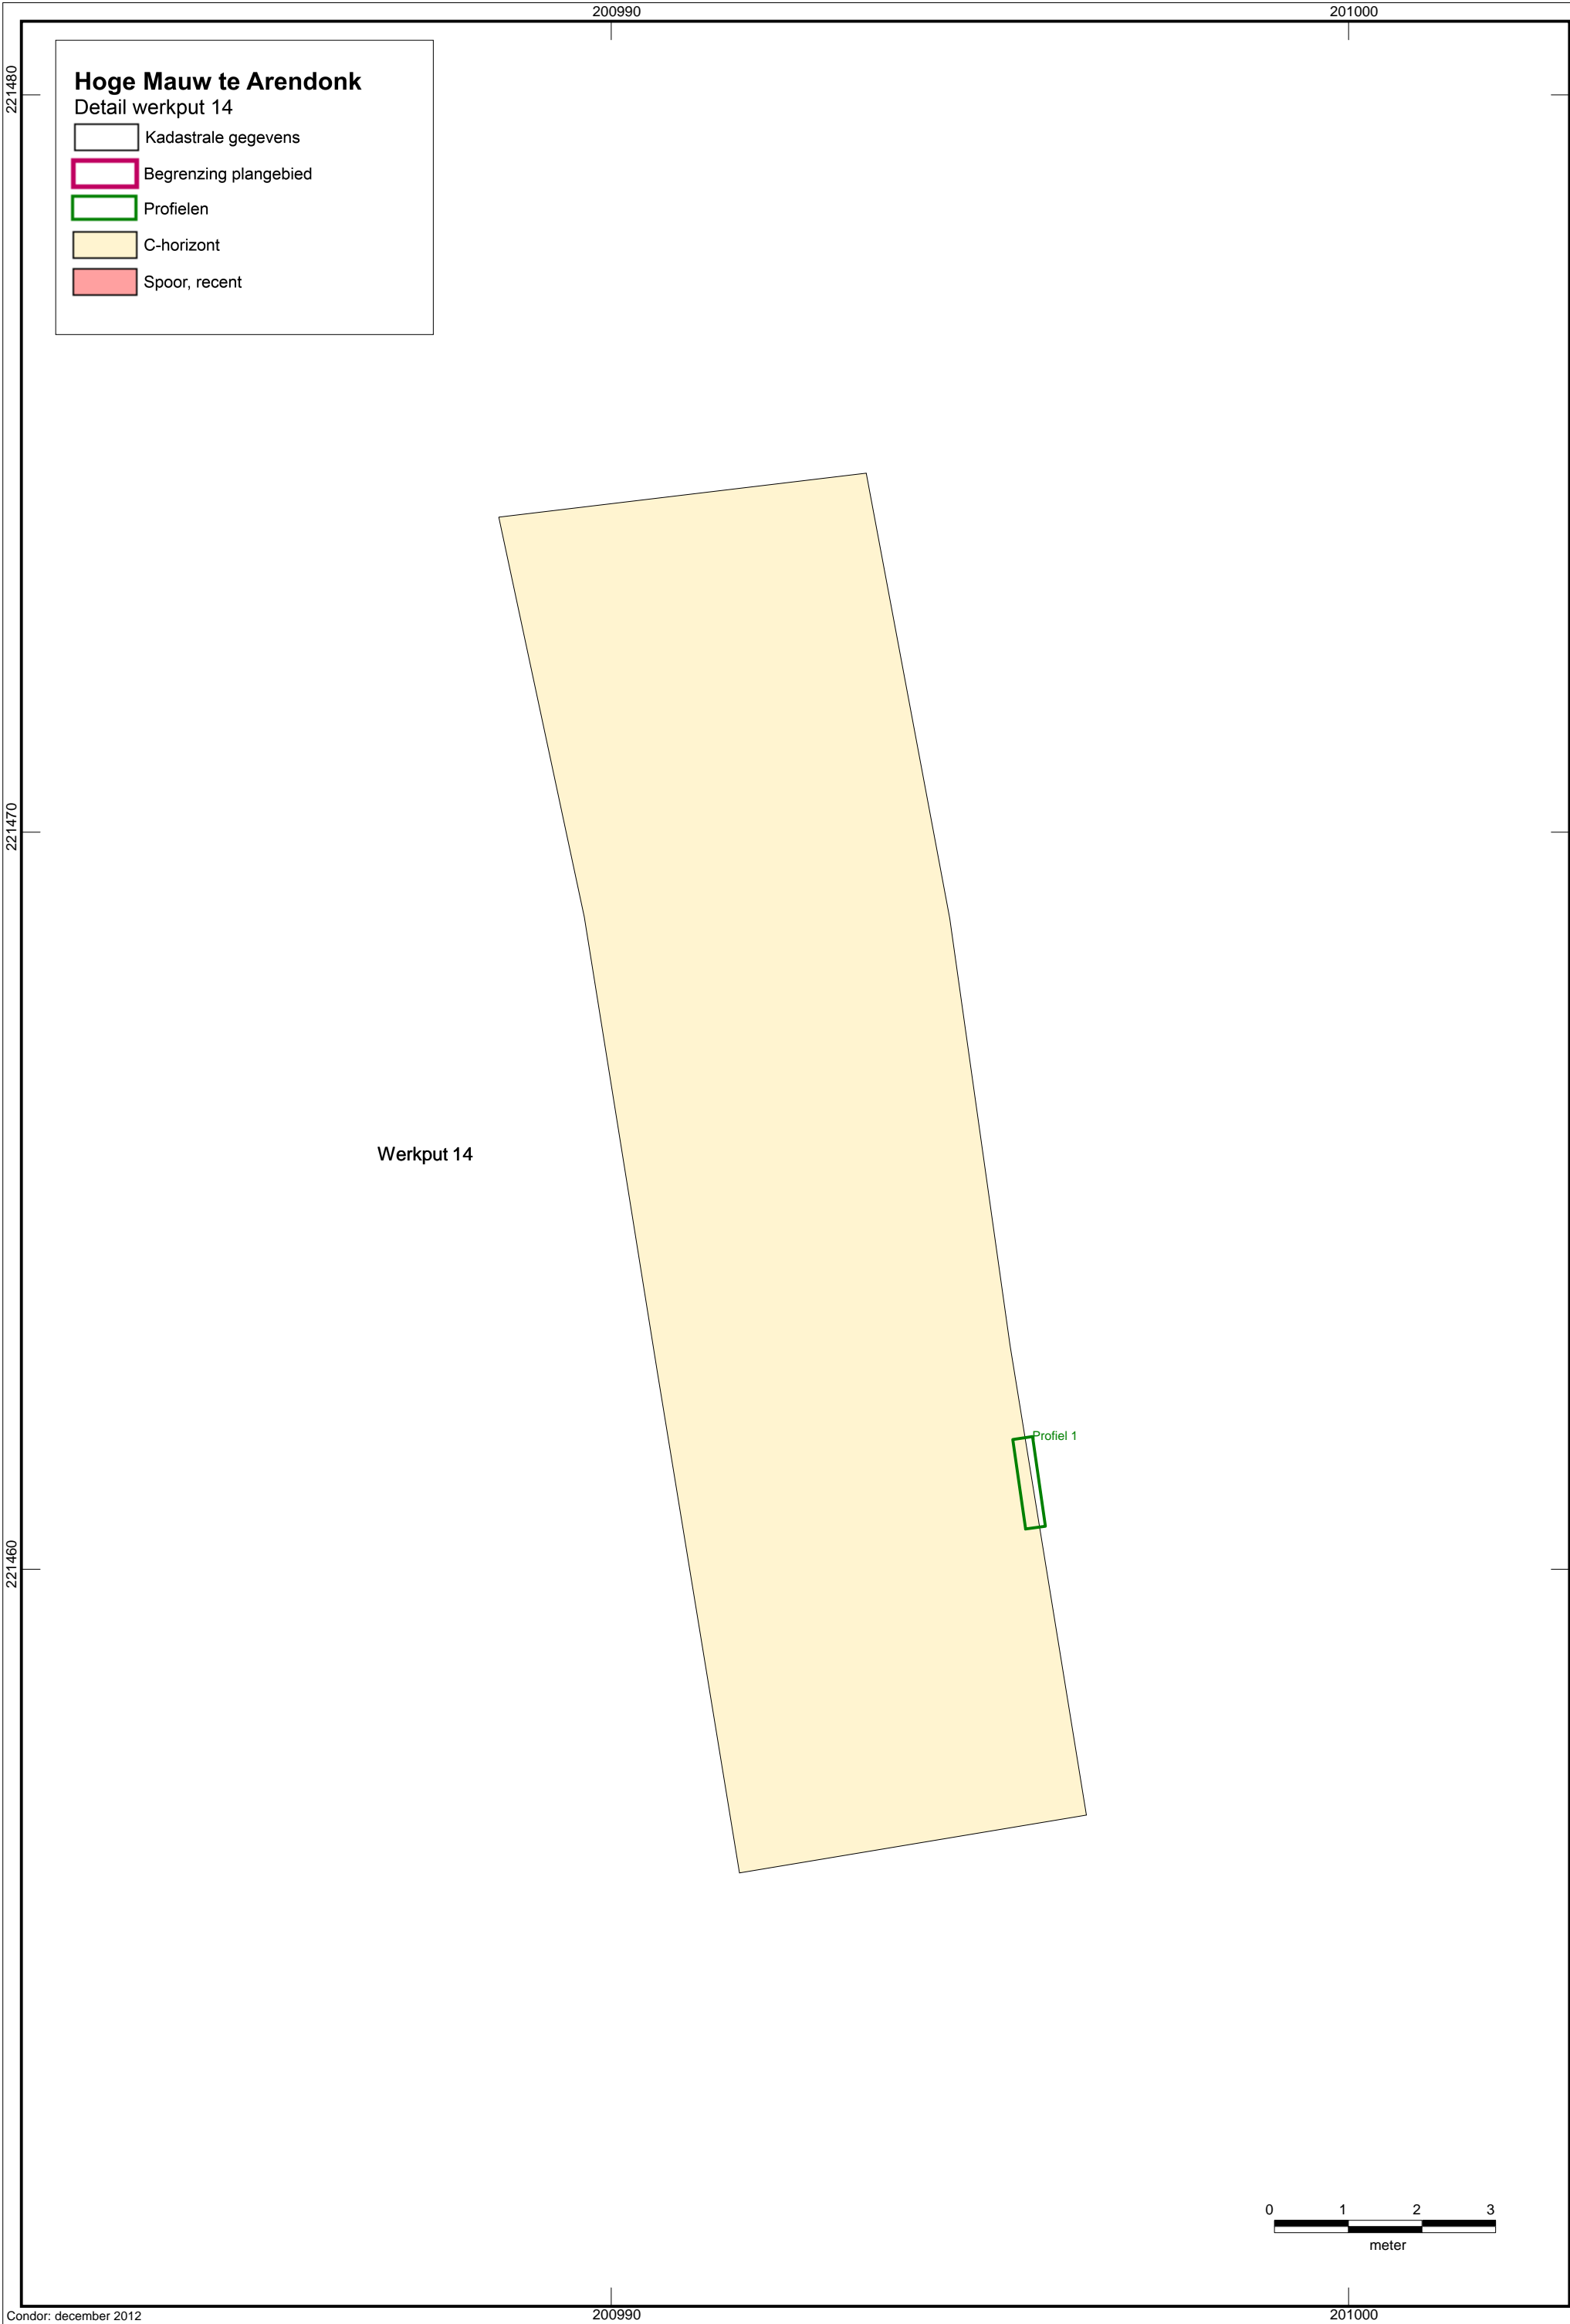 200990 201000
221480
Hoge Mauw te Arendonk
Detail werkput 14
Kadastrale gegevens
Begrenzing plangebied
Profielen
C-horizont
Spoor, recent
221470
Werkput 14
Profiel 1
221460
0 1 2 3
meter
Condor: december 2012
200990 201000